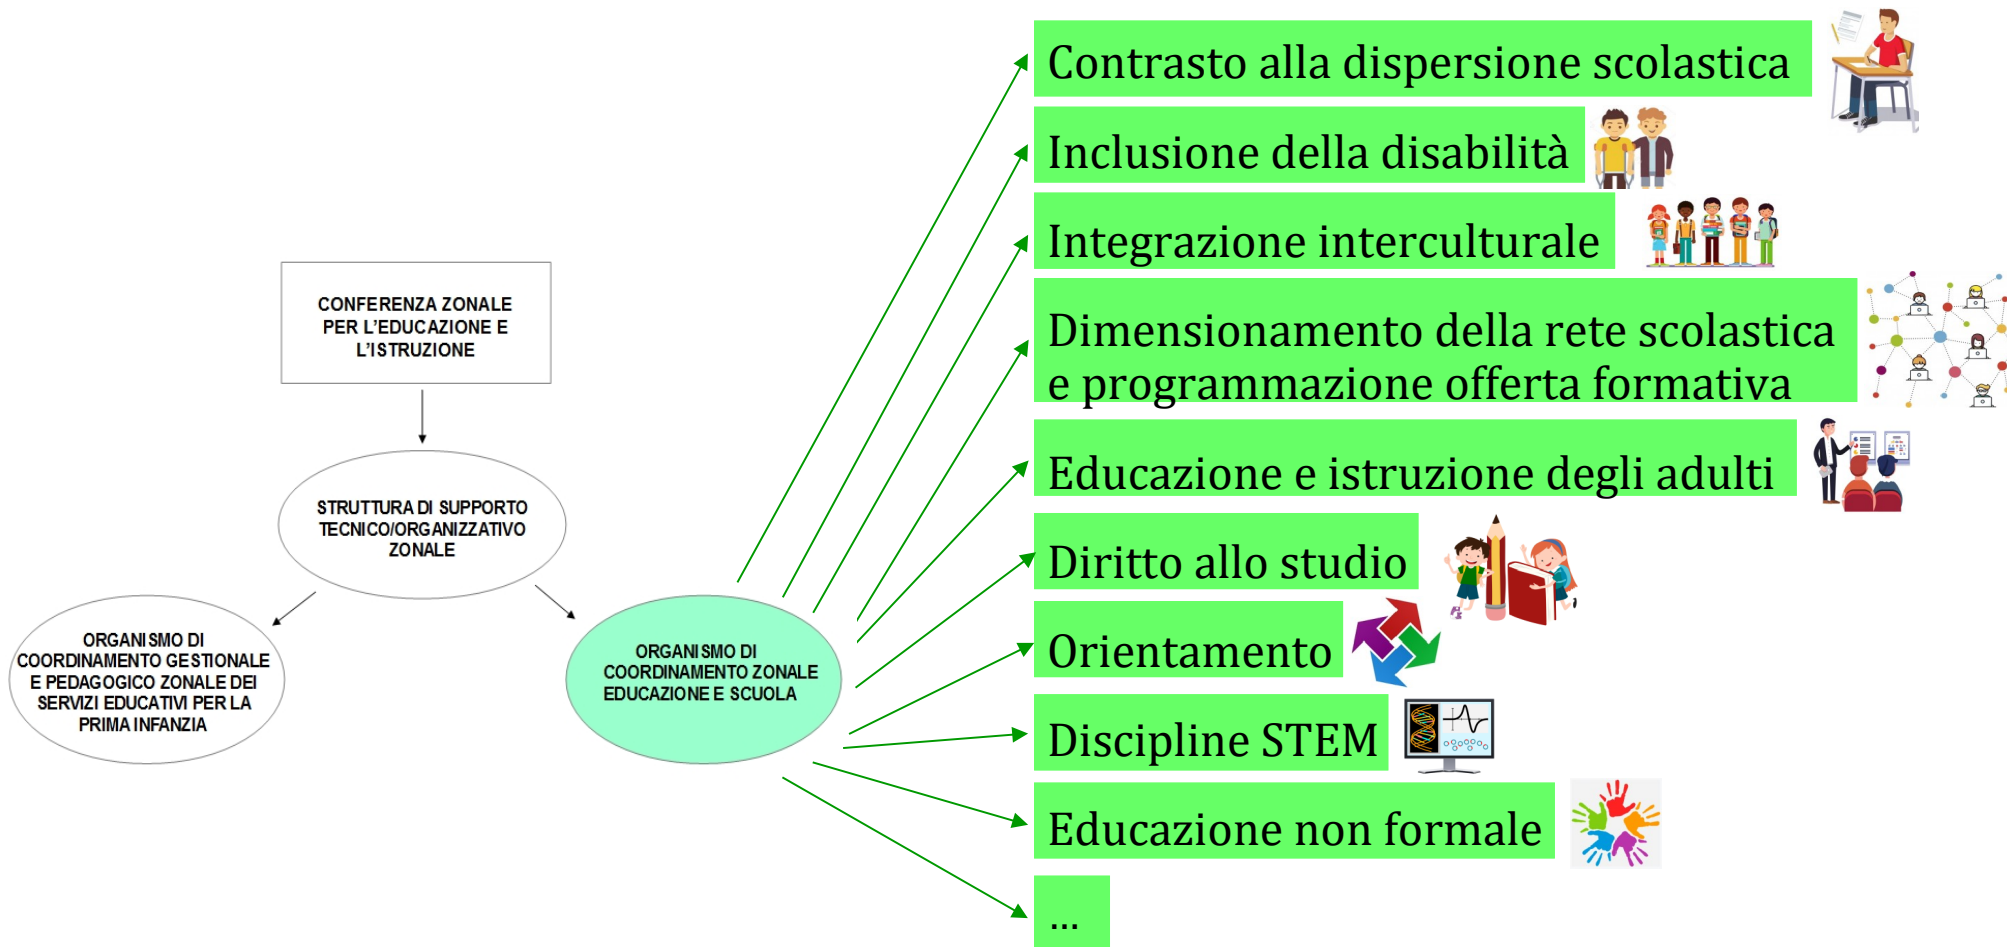 CONFERENZA ZONALE
PER L'EDUCAZIONE E
L'ISTRUZIONE
STRUTTURA DI SUPPORTO
TECNICO/ORGANIZZATIVO
ZONALE
ORGANISMO DI
COORDINAMENTO GESTIONALE
E PEDAGOGICO ZONALE DEI
SERVIZI EDUCATIVI PER LA
PRIMA INFANZIA
ORGANISMO DI
COORDINAMENTO ZONALE
EDUCAZIONE E SCUOLA
Contrasto alla dispersione scolastica
Inclusione della disabilità
Integrazione interculturale
Dimensionamento della rete scolastica
e programmazione offerta formativa
Educazione e istruzione degli adulti
Diritto allo studio
Orientamento
Discipline STEM
Educazione non formale
...